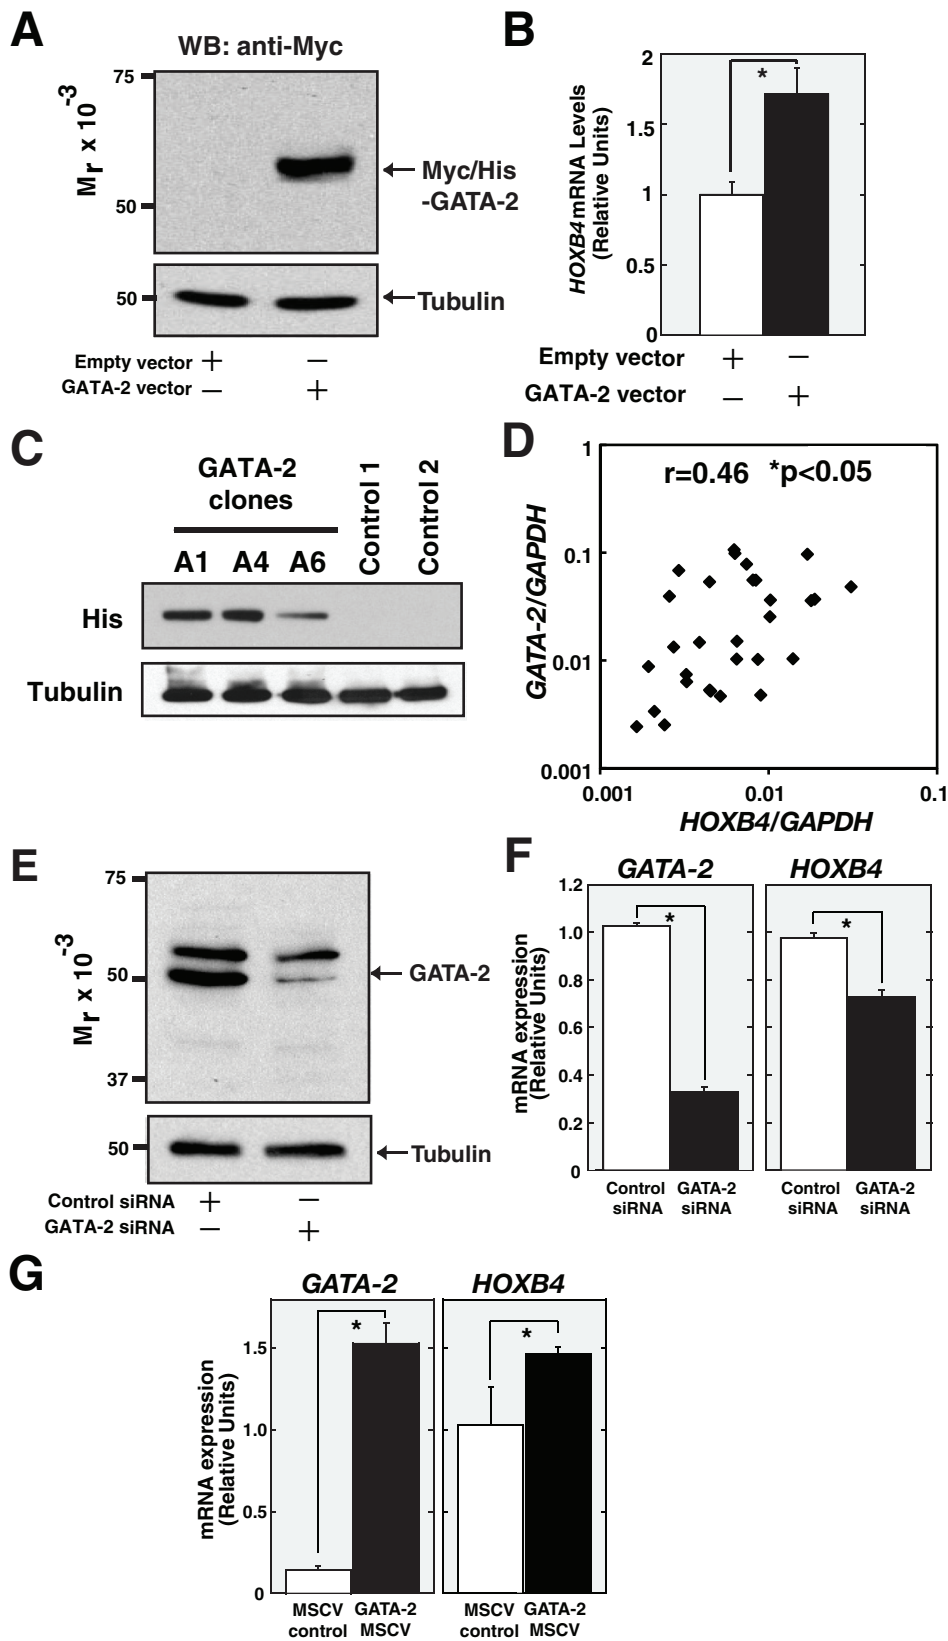 A
WB: anti-Myc
75
50
50
Mr x 10-3
Myc/His
-GATA-2
Tubulin
Empty vector + −
GATA-2 vector − +
B
2
1.5
1
0.5
0
HOXB4 mRNA Levels
(Relative Units)
*
Empty vector + −
GATA-2 vector − +
C
GATA-2
clones
A1 A4 A6
Control 1
Control 2
His
Tubulin
D
r=0.46 *p<0.05
1
0.1
0.01
0.001
GATA-2/GAPDH
0.001 0.01 0.1
HOXB4/GAPDH
E
75
50
37
50
Mr x 10-3
GATA-2
Tubulin
Control siRNA + −
GATA-2 siRNA − +
F
GATA-2 HOXB4
1.2
1.0
0.8
0.6
0.4
0.2
0
mRNA expression
(Relative Units)
* *
Control GATA-2 Control GATA-2
siRNA siRNA siRNA siRNA
G
GATA-2 HOXB4
1.5
1.0
0.5
0
mRNA expression
(Relative Units)
* *
MSCV GATA-2 MSCV GATA-2
control MSCV control MSCV